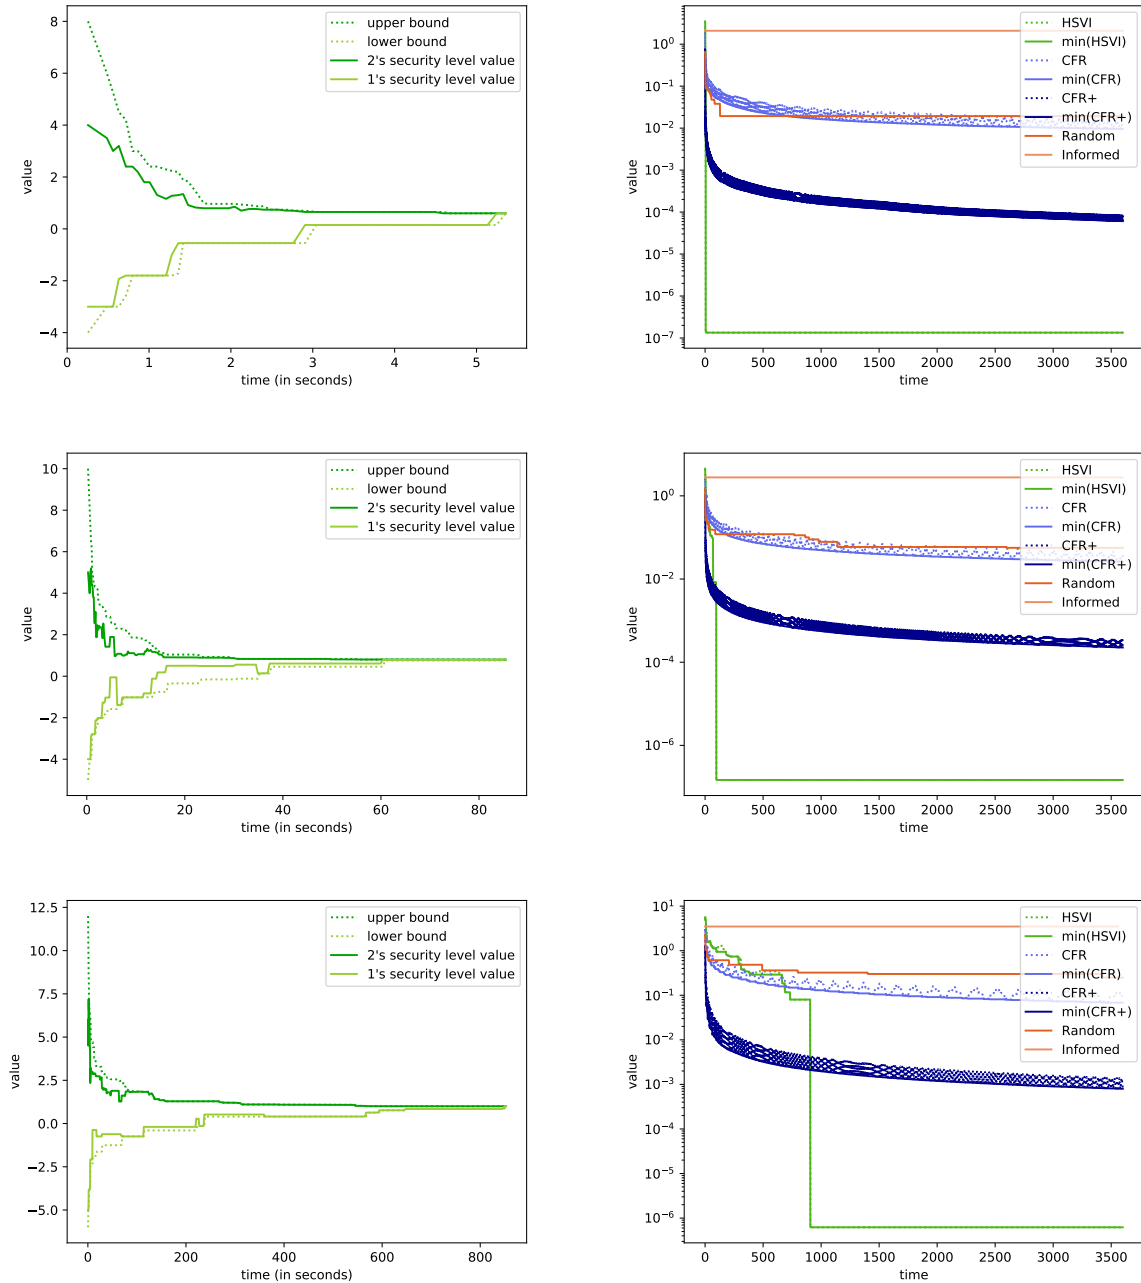 8
6
4
2
0
−2
−4
value
0
1
2
3
4
5
time (in seconds)
upper bound
lower bound
2's security level value
1's security level value
10⁰
10⁻¹
10⁻²
10⁻³
10⁻⁴
10⁻⁵
10⁻⁶
10⁻⁷
value
0
500
1000
1500
2000
2500
3000
3500
time
HSVI
min(HSVI)
CFR
min(CFR)
CFR+
min(CFR+)
Random
Informed
10
8
6
4
2
0
−2
−4
value
0
20
40
60
80
time (in seconds)
upper bound
lower bound
2's security level value
1's security level value
10⁰
10⁻²
10⁻⁴
10⁻⁶
value
0
500
1000
1500
2000
2500
3000
3500
time
HSVI
min(HSVI)
CFR
min(CFR)
CFR+
min(CFR+)
Random
Informed
12.5
10.0
7.5
5.0
2.5
0.0
−2.5
−5.0
value
0
200
400
600
800
time (in seconds)
upper bound
lower bound
2's security level value
1's security level value
10¹
10⁰
10⁻¹
10⁻²
10⁻³
10⁻⁴
10⁻⁵
10⁻⁶
value
0
500
1000
1500
2000
2500
3000
3500
time
HSVI
min(HSVI)
CFR
min(CFR)
CFR+
min(CFR+)
Random
Informed